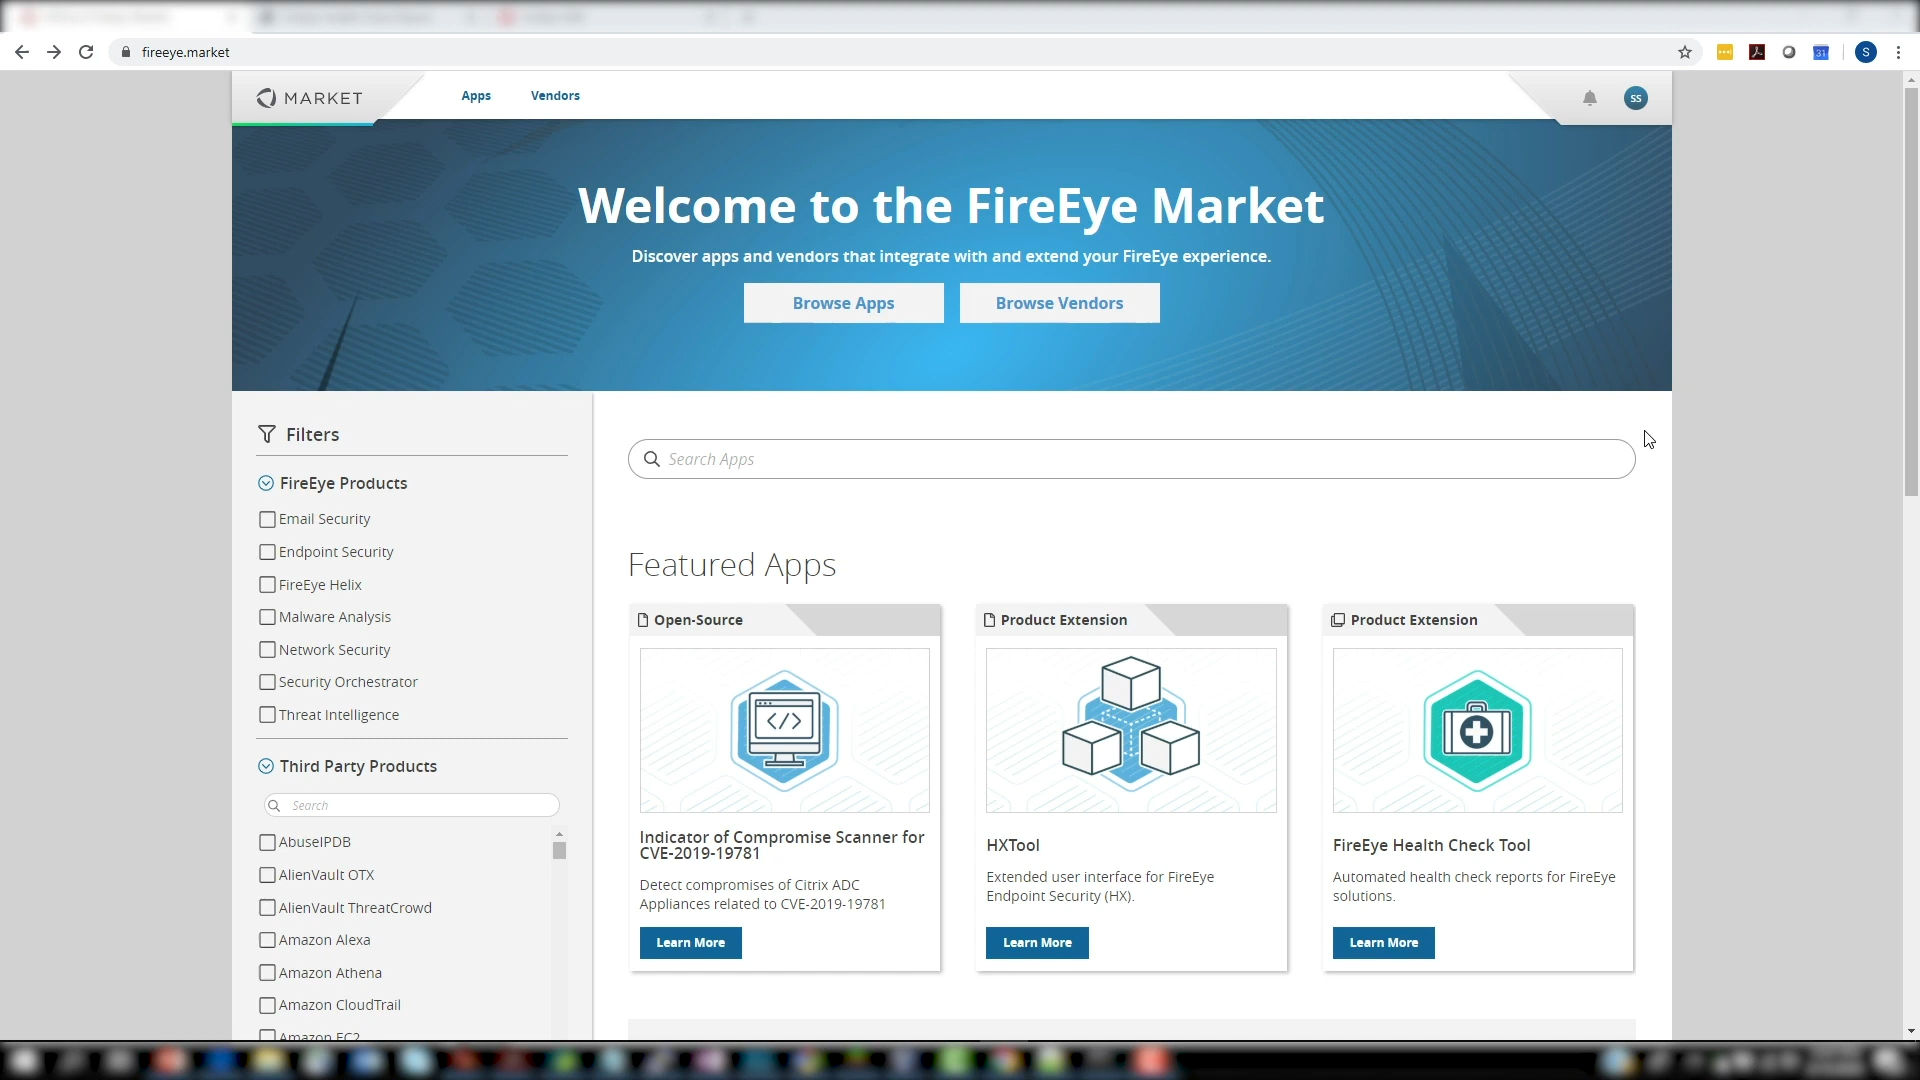 fireeye.market
S
MARKET
Apps
Vendors
SS
Welcome to the FireEye Market
Discover apps and vendors that integrate with and extend your FireEye experience.
Browse Apps
Browse Vendors
Filters
FireEye Products
Email Security
Endpoint Security
FireEye Helix
Malware Analysis
Network Security
Security Orchestrator
Threat Intelligence
Third Party Products
Search
AbuseIPDB
AlienVault OTX
AlienVault ThreatCrowd
Amazon Alexa
Amazon Athena
Amazon CloudTrail
Amazon EC2
Search Apps
Featured Apps
Open-Source
Indicator of Compromise Scanner for
CVE-2019-19781
Detect compromises of Citrix ADC
Appliances related to CVE-2019-19781
Learn More
Product Extension
HXTool
Extended user interface for FireEye
Endpoint Security (HX).
Learn More
Product Extension
FireEye Health Check Tool
Automated health check reports for FireEye
solutions.
Learn More